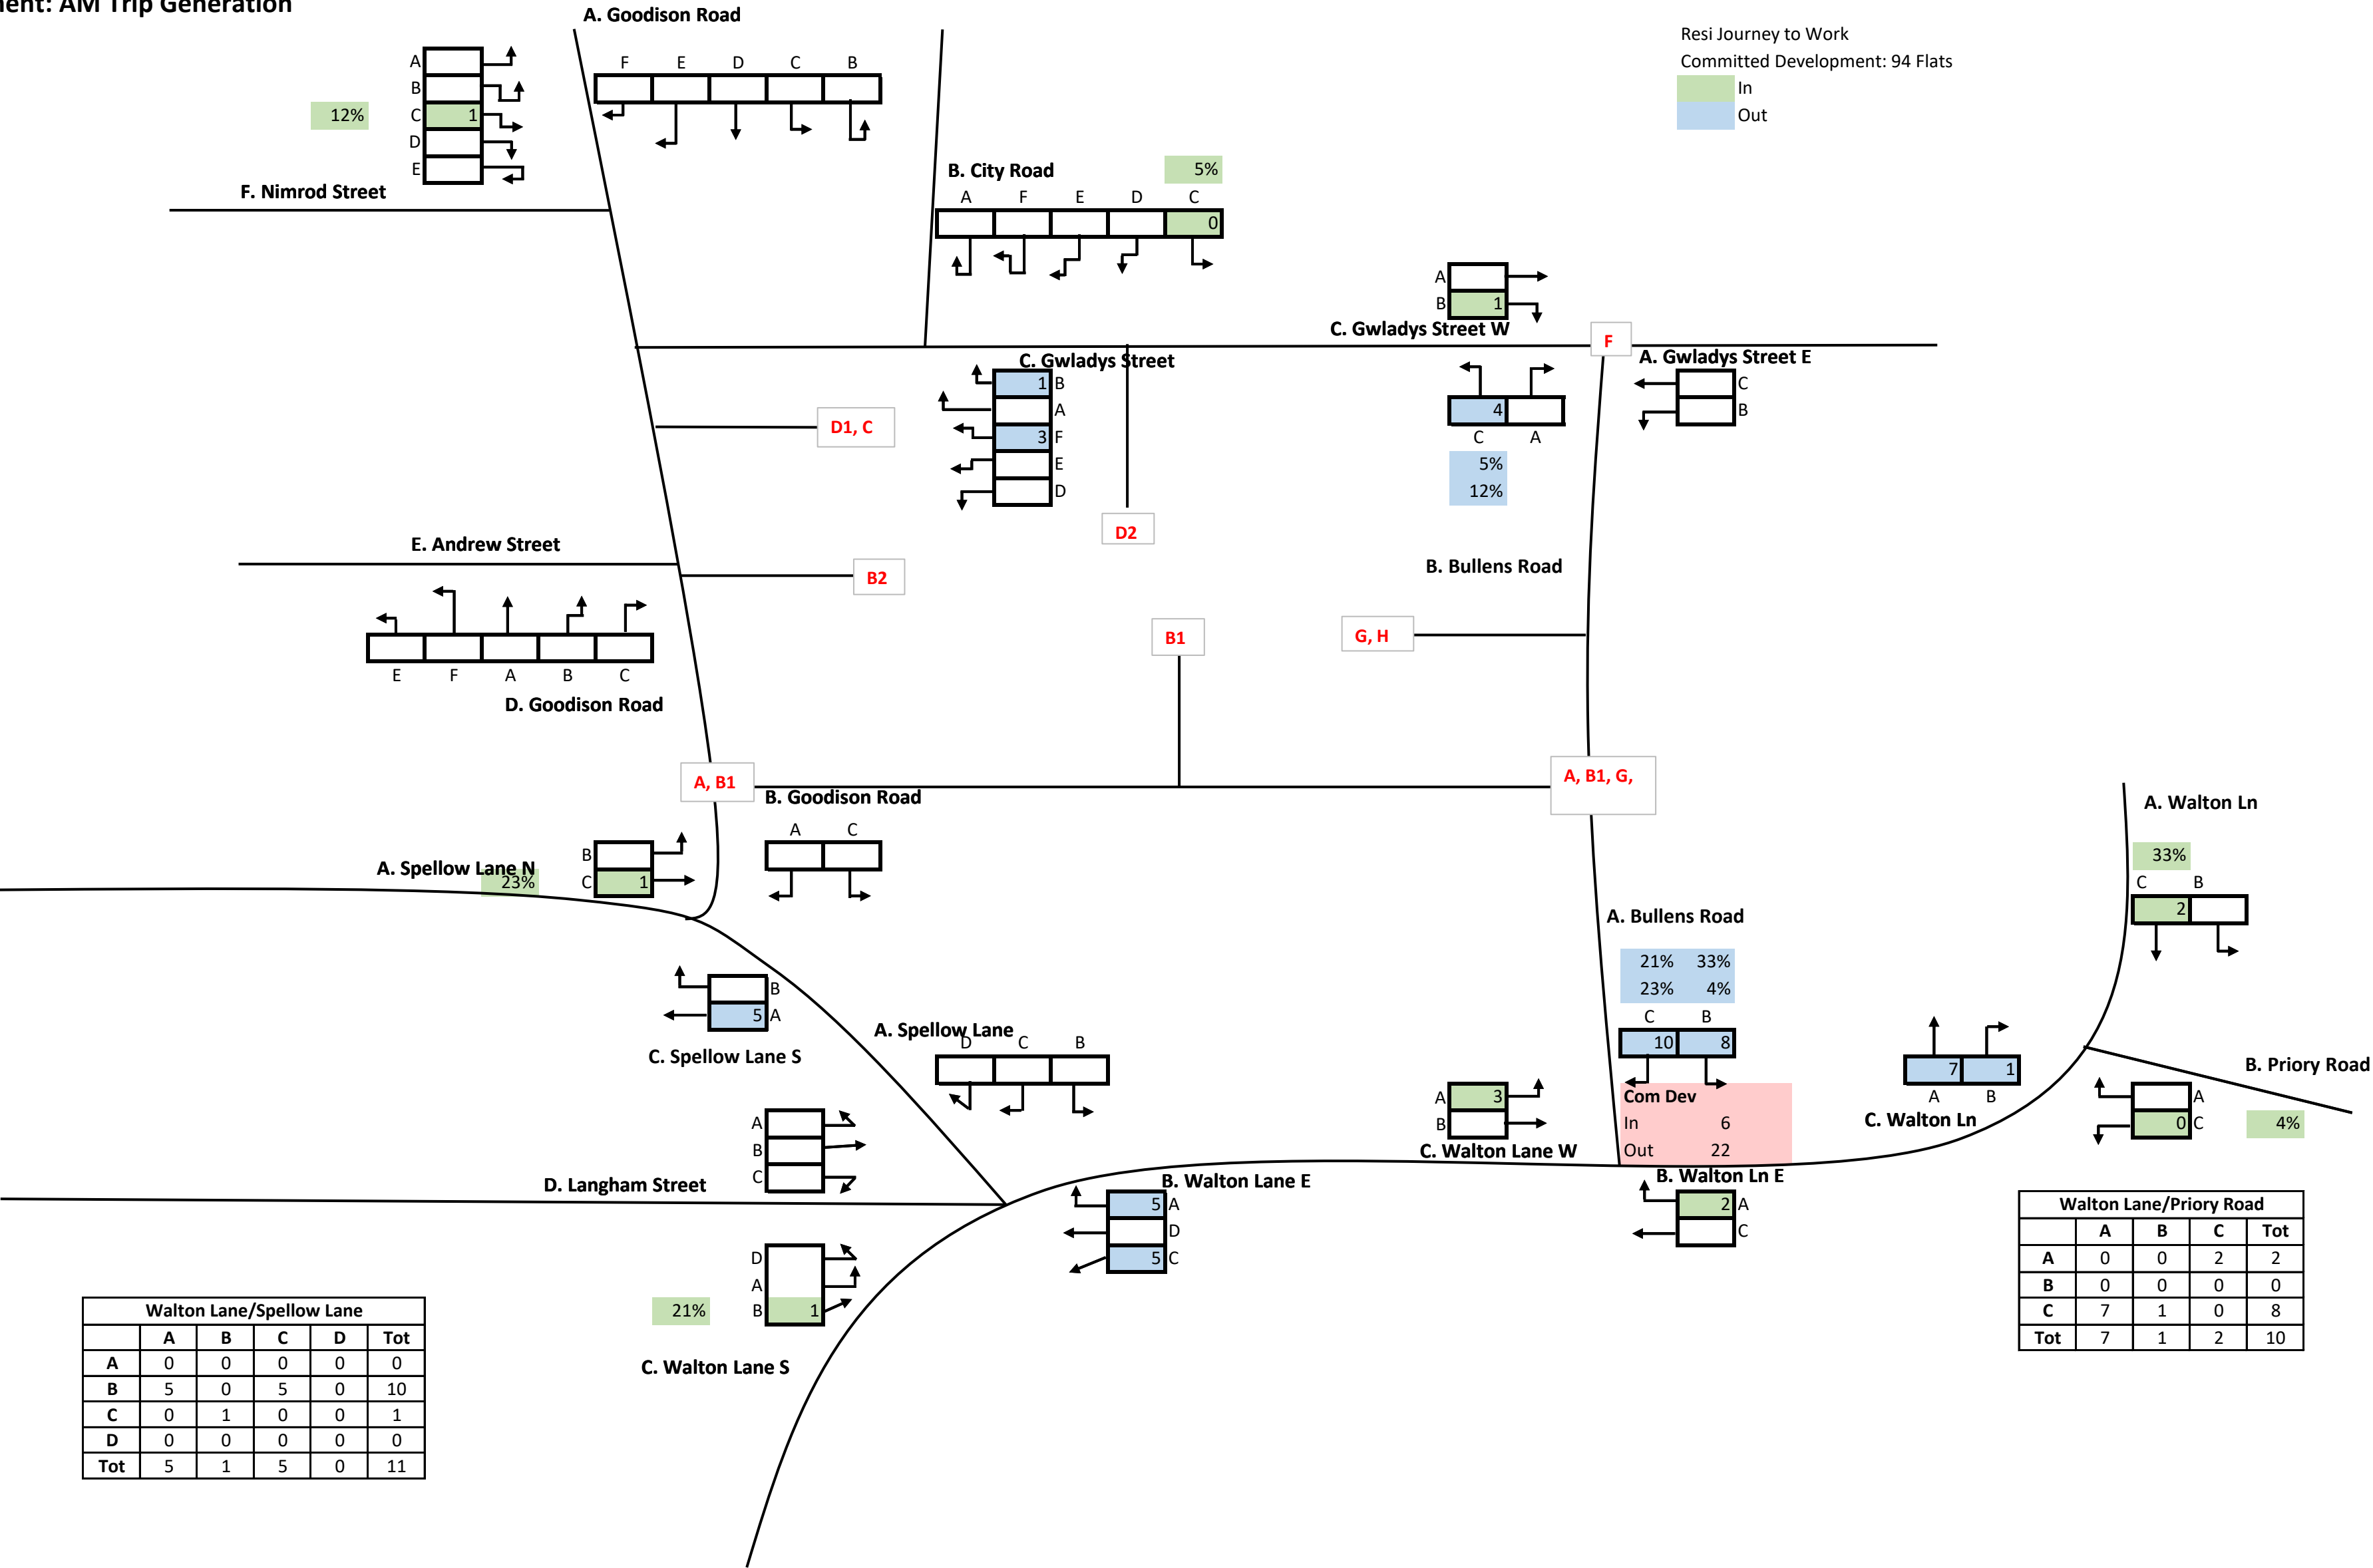 ment: AM Trip Generation
A. Goodison Road
Resi Journey to Work
Committed Development: 94 Flats
In
Out
F E D C B
A
B
12% C 1
D
E
F. Nimrod Street
B. City Road 5%
A F E D C
0
A
B 1
C. Gwladys Street W
F
A. Gwladys Street E
C
B
C. Gwladys Street
1 B
A
3 F
E
D
4
C A
5%
12%
D1, C
D2
E. Andrew Street
B2
B. Bullens Road
B1
G, H
E F A B C
D. Goodison Road
A, B1
B. Goodison Road
A, B1, G,
A C
A. Spellow Lane N
23%
B
C 1
A. Walton Ln
33%
C B
2
A. Bullens Road
21% 33%
23% 4%
C B
10 8
B
5 A
C. Spellow Lane S
A. Spellow Lane
D C B
7 1
A B
C. Walton Ln
B. Priory Road
A
0 C 4%
Com Dev
In 6
Out 22
A 3
B
C. Walton Lane W
B. Walton Ln E
2 A
C
A
B
C
D. Langham Street
B. Walton Lane E
5 A
D
5 C
D
A
21% B 1
C. Walton Lane S
Walton Lane/Priory Road
A B C Tot
A 0 0 2 2
B 0 0 0 0
C 7 1 0 8
Tot 7 1 2 10
Walton Lane/Spellow Lane
A B C D Tot
A 0 0 0 0 0
B 5 0 5 0 10
C 0 1 0 0 1
D 0 0 0 0 0
Tot 5 1 5 0 11